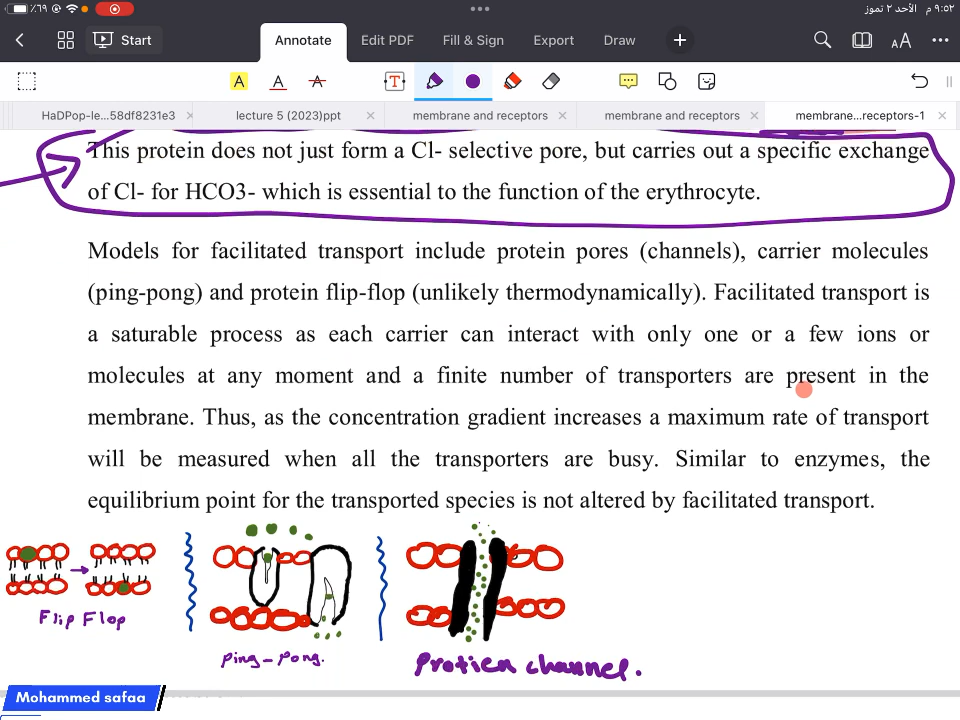 ٪٦٩
٩:٥٢ م الأحد ٢ تموز
Start
Annotate
Edit PDF
Fill & Sign
Export
Draw
AA
A A A T
HaDPop-le...58df8231e3 ×
lecture 5 (2023)ppt ×
membrane and receptors ×
membrane and receptors ×
membrane...receptors-1 ×
This protein does not just form a Cl- selective pore, but carries out a specific exchange
of Cl- for HCO3- which is essential to the function of the erythrocyte.
Models for facilitated transport include protein pores (channels), carrier molecules
(ping-pong) and protein flip-flop (unlikely thermodynamically). Facilitated transport is
a saturable process as each carrier can interact with only one or a few ions or
molecules at any moment and a finite number of transporters are present in the
membrane. Thus, as the concentration gradient increases a maximum rate of transport
will be measured when all the transporters are busy. Similar to enzymes, the
equilibrium point for the transported species is not altered by facilitated transport.
Flip Flop
Ping-Pong.
Protien channel.
Mohammed safaa